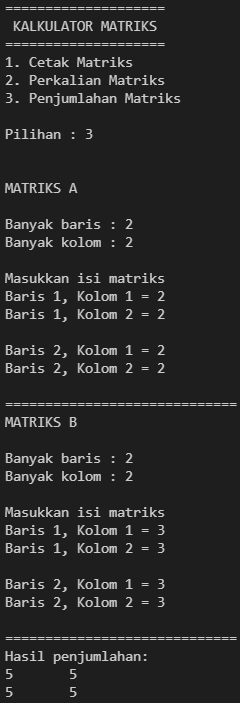 ====================
KALKULATOR MATRIKS
====================
1. Cetak Matriks
2. Perkalian Matriks
3. Penjumlahan Matriks
Pilihan : 3
MATRIKS A
Banyak baris : 2
Banyak kolom : 2
Masukkan isi matriks
Baris 1, Kolom 1 = 2
Baris 1, Kolom 2 = 2
Baris 2, Kolom 1 = 2
Baris 2, Kolom 2 = 2
=============================
MATRIKS B
Banyak baris : 2
Banyak kolom : 2
Masukkan isi matriks
Baris 1, Kolom 1 = 3
Baris 1, Kolom 2 = 3
Baris 2, Kolom 1 = 3
Baris 2, Kolom 2 = 3
=============================
Hasil penjumlahan:
5 5
5 5